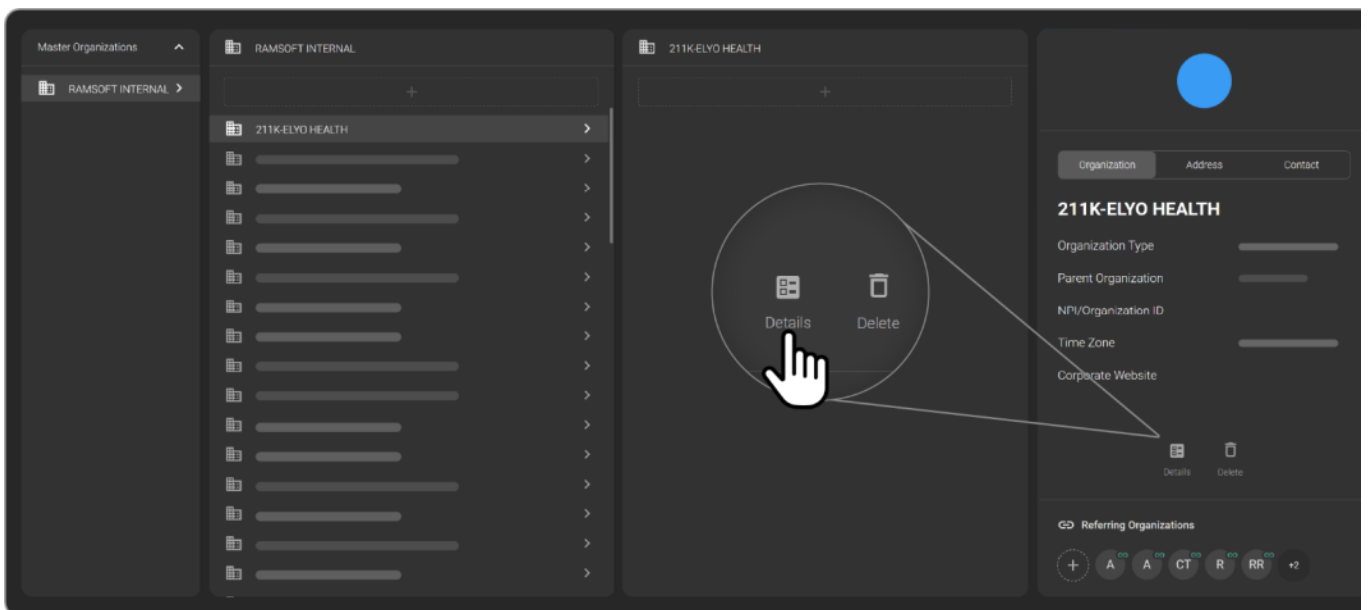 Master Organizations
RAMSOFT INTERNAL
RAMSOFT INTERNAL
+
211K-ELYO HEALTH
211K-ELYO HEALTH
+
Details
Delete
Organization
Address
Contact
211K-ELYO HEALTH
Organization Type
Parent Organization
NPI/Organization ID
Time Zone
Corporate Website
Details
Delete
Referring Organizations
+
A
A
CT
R
RR
+2